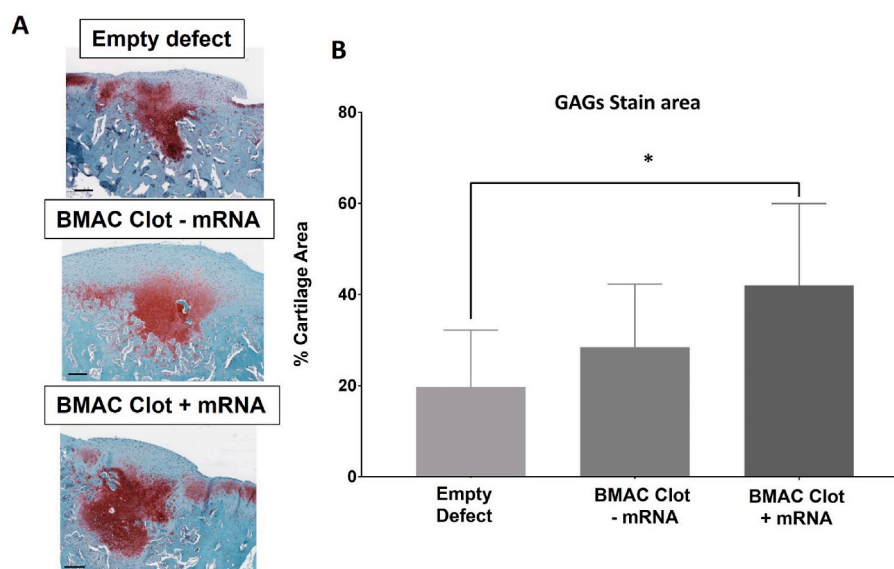 A
Empty defect
BMAC Clot - mRNA
BMAC Clot + mRNA
B
GAGs Stain area
*
% Cartilage Area
80
60
40
20
0
Empty
Defect
BMAC Clot
- mRNA
BMAC Clot
+ mRNA